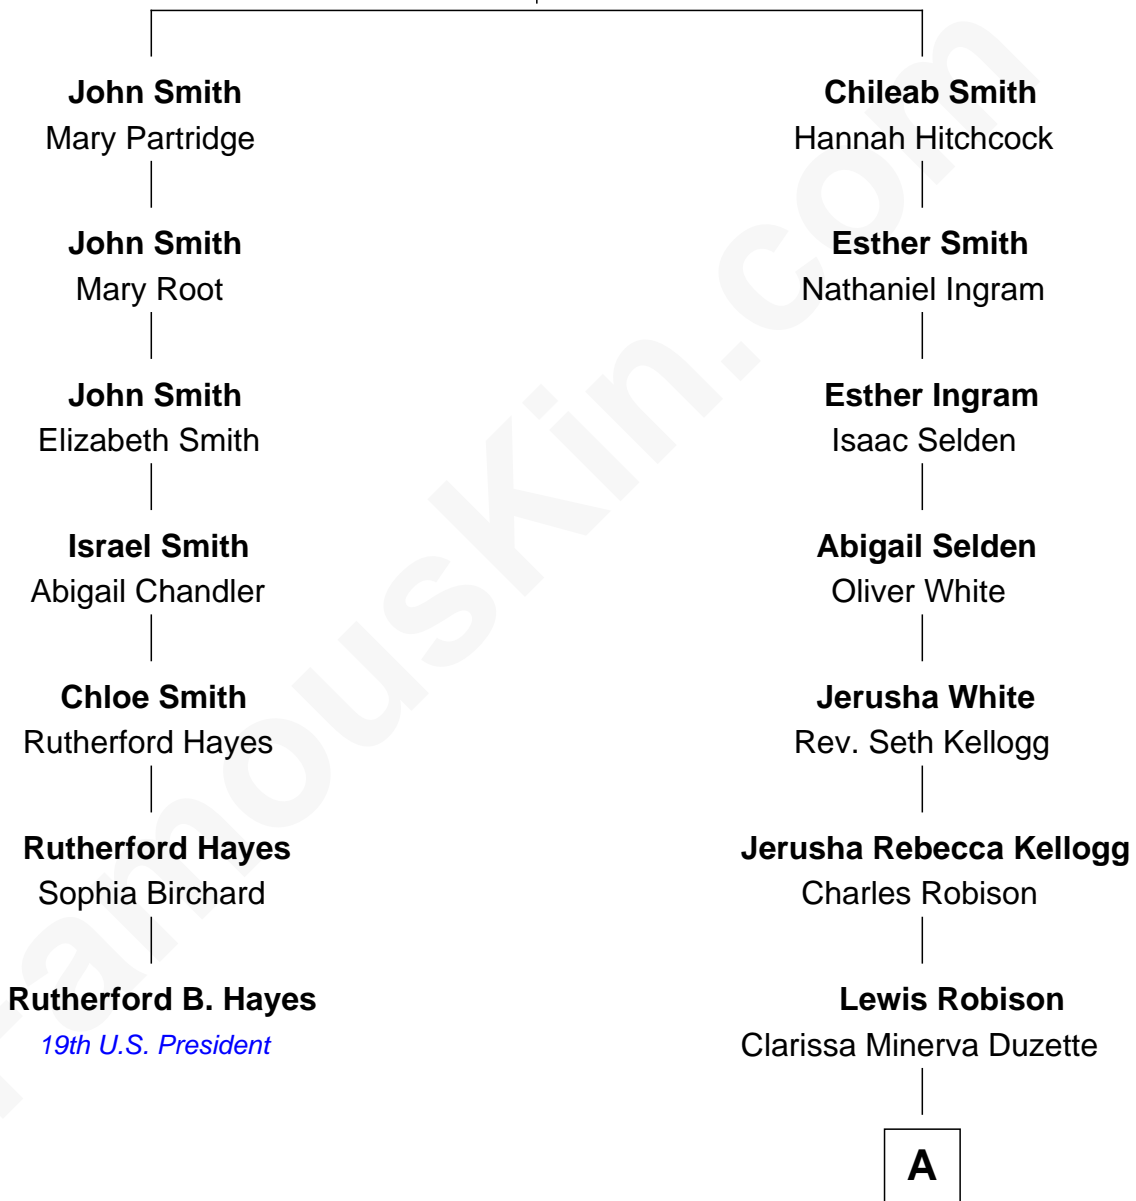 John Smith
Mary Partridge
John Smith
Mary Root
John Smith
Elizabeth Smith
Israel Smith
Abigail Chandler
Chloe Smith
Rutherford Hayes
Rutherford Hayes
Sophia Birchard
Rutherford B. Hayes
19th U.S. President
Chileab Smith
Hannah Hitchcock
Esther Smith
Nathaniel Ingram
Esther Ingram
Isaac Selden
Abigail Selden
Oliver White
Jerusha White
Rev. Seth Kellogg
Jerusha Rebecca Kellogg
Charles Robison
Lewis Robison
Clarissa Minerva Duzette
A
FamousKin.com